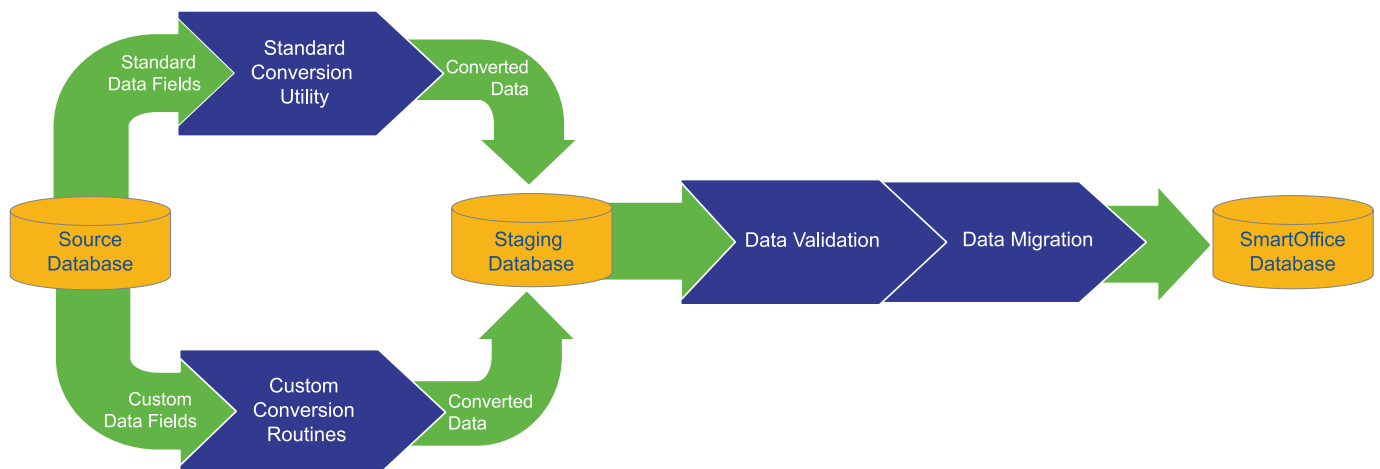 Standard
Data Fields
Standard
Conversion
Utility
Converted
Data
Source
Database
Staging
Database
Data Validation
Data Migration
SmartOffice
Database
Custom
Data Fields
Custom
Conversion
Routines
Converted
Data